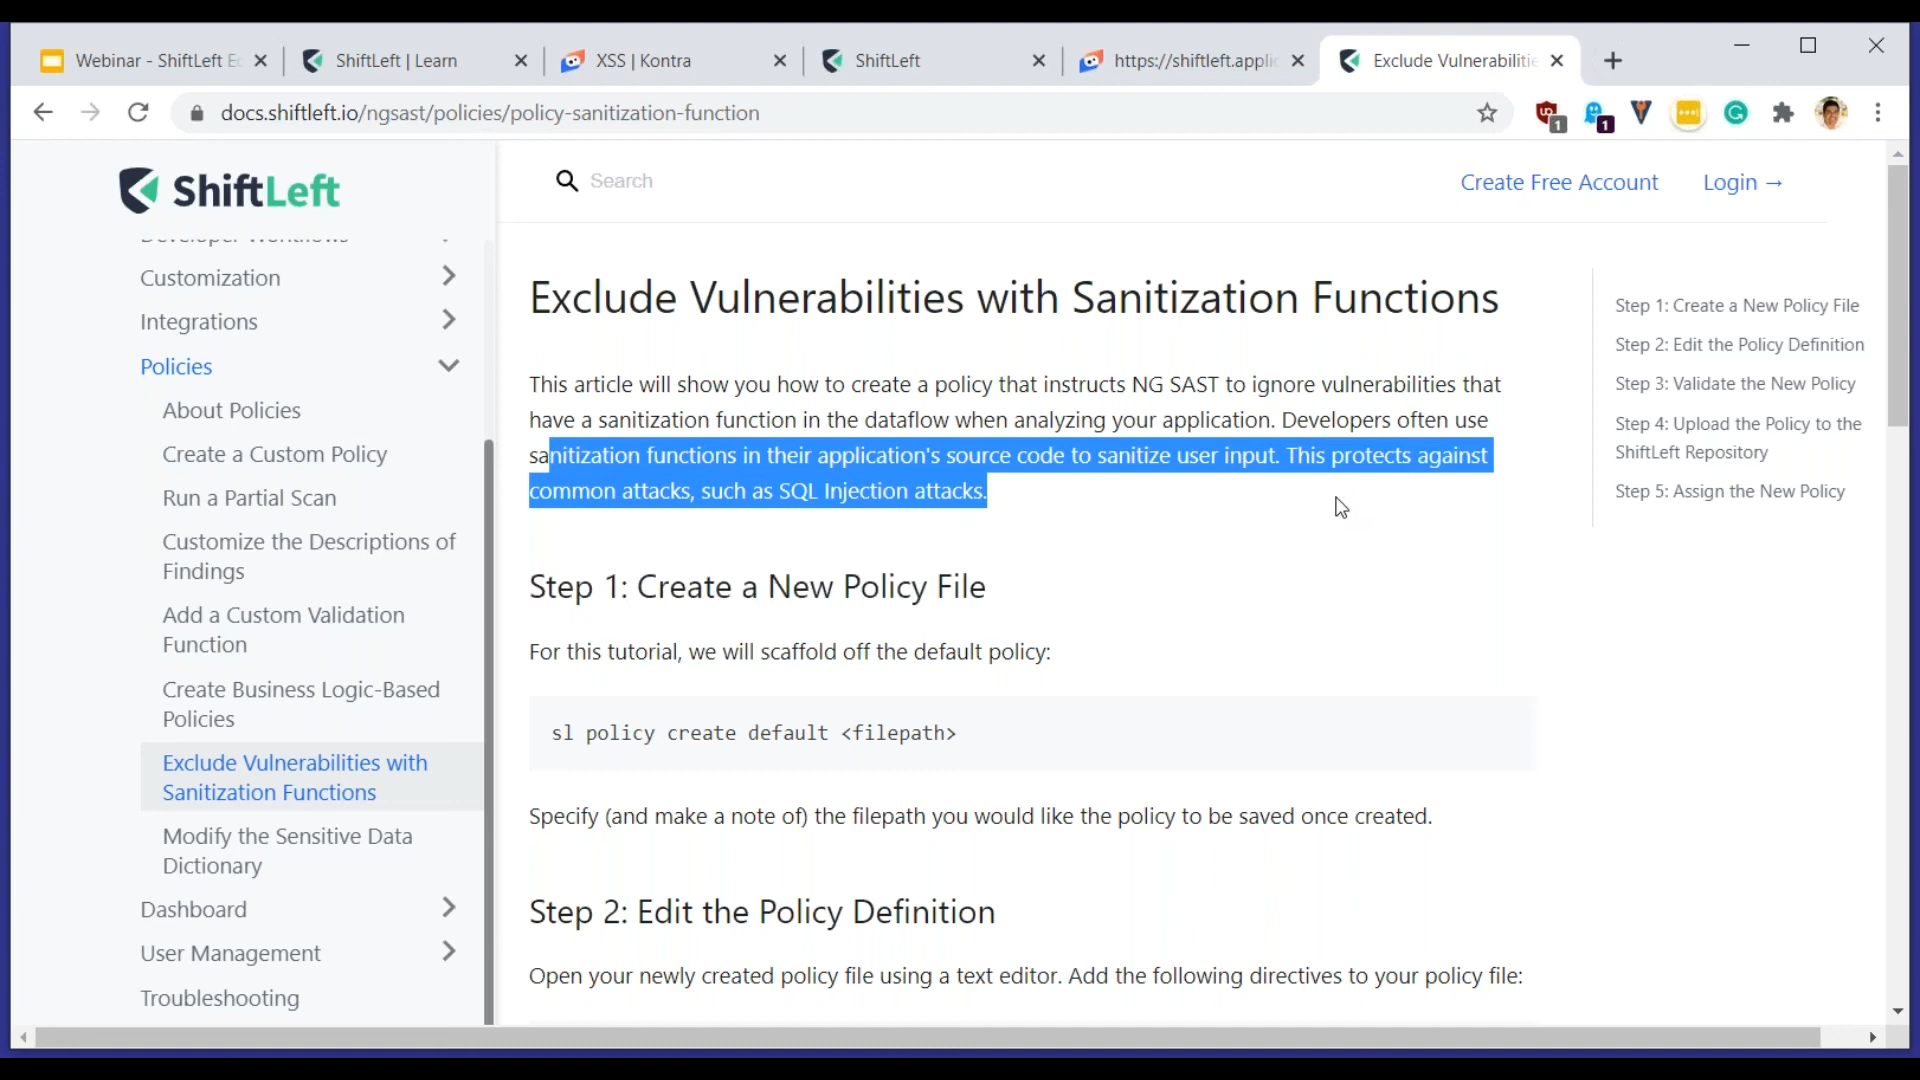 Webinar - ShiftLeft Ec
ShiftLeft | Learn
XSS | Kontra
ShiftLeft
https://shiftleft.applic
Exclude Vulnerabilitie
docs.shiftleft.io/ngsast/policies/policy-sanitization-function
1
1
ShiftLeft
Search
Create Free Account
Login →
Developer Workflows
Customization
Integrations
Policies
About Policies
Create a Custom Policy
Run a Partial Scan
Customize the Descriptions of
Findings
Add a Custom Validation
Function
Create Business Logic-Based
Policies
Exclude Vulnerabilities with
Sanitization Functions
Modify the Sensitive Data
Dictionary
Dashboard
User Management
Troubleshooting
Exclude Vulnerabilities with Sanitization Functions
This article will show you how to create a policy that instructs NG SAST to ignore vulnerabilities that
have a sanitization function in the dataflow when analyzing your application. Developers often use
sanitization functions in their application's source code to sanitize user input. This protects against
common attacks, such as SQL Injection attacks.
Step 1: Create a New Policy File
For this tutorial, we will scaffold off the default policy:
sl policy create default <filepath>
Specify (and make a note of) the filepath you would like the policy to be saved once created.
Step 2: Edit the Policy Definition
Open your newly created policy file using a text editor. Add the following directives to your policy file:
Step 1: Create a New Policy File
Step 2: Edit the Policy Definition
Step 3: Validate the New Policy
Step 4: Upload the Policy to the
ShiftLeft Repository
Step 5: Assign the New Policy